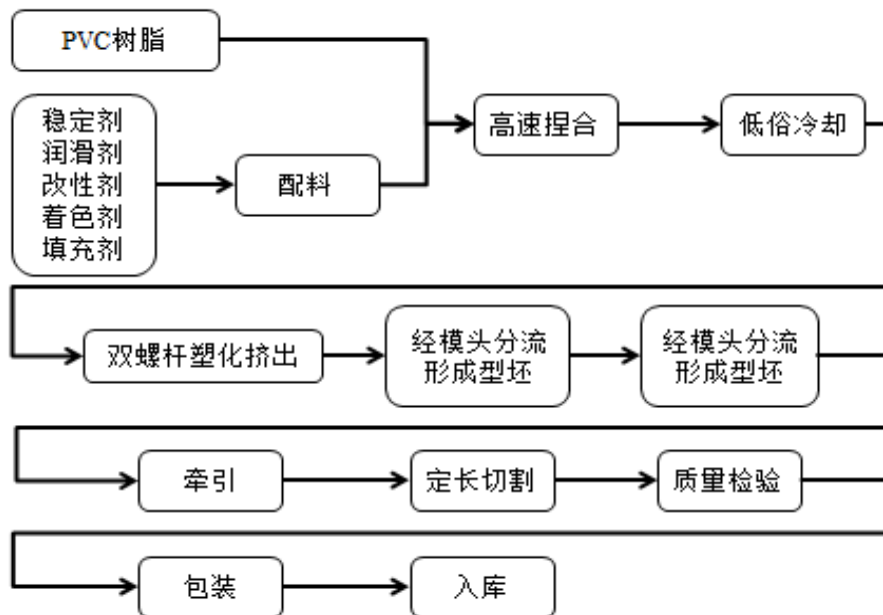 PVC树脂
稳定剂
润滑剂
改性剂
着色剂
填充剂
配料
高速捏合
低俗冷却
双螺杆塑化挤出
经模头分流
形成型坯
经模头分流
形成型坯
牵引
定长切割
质量检验
包装
入库